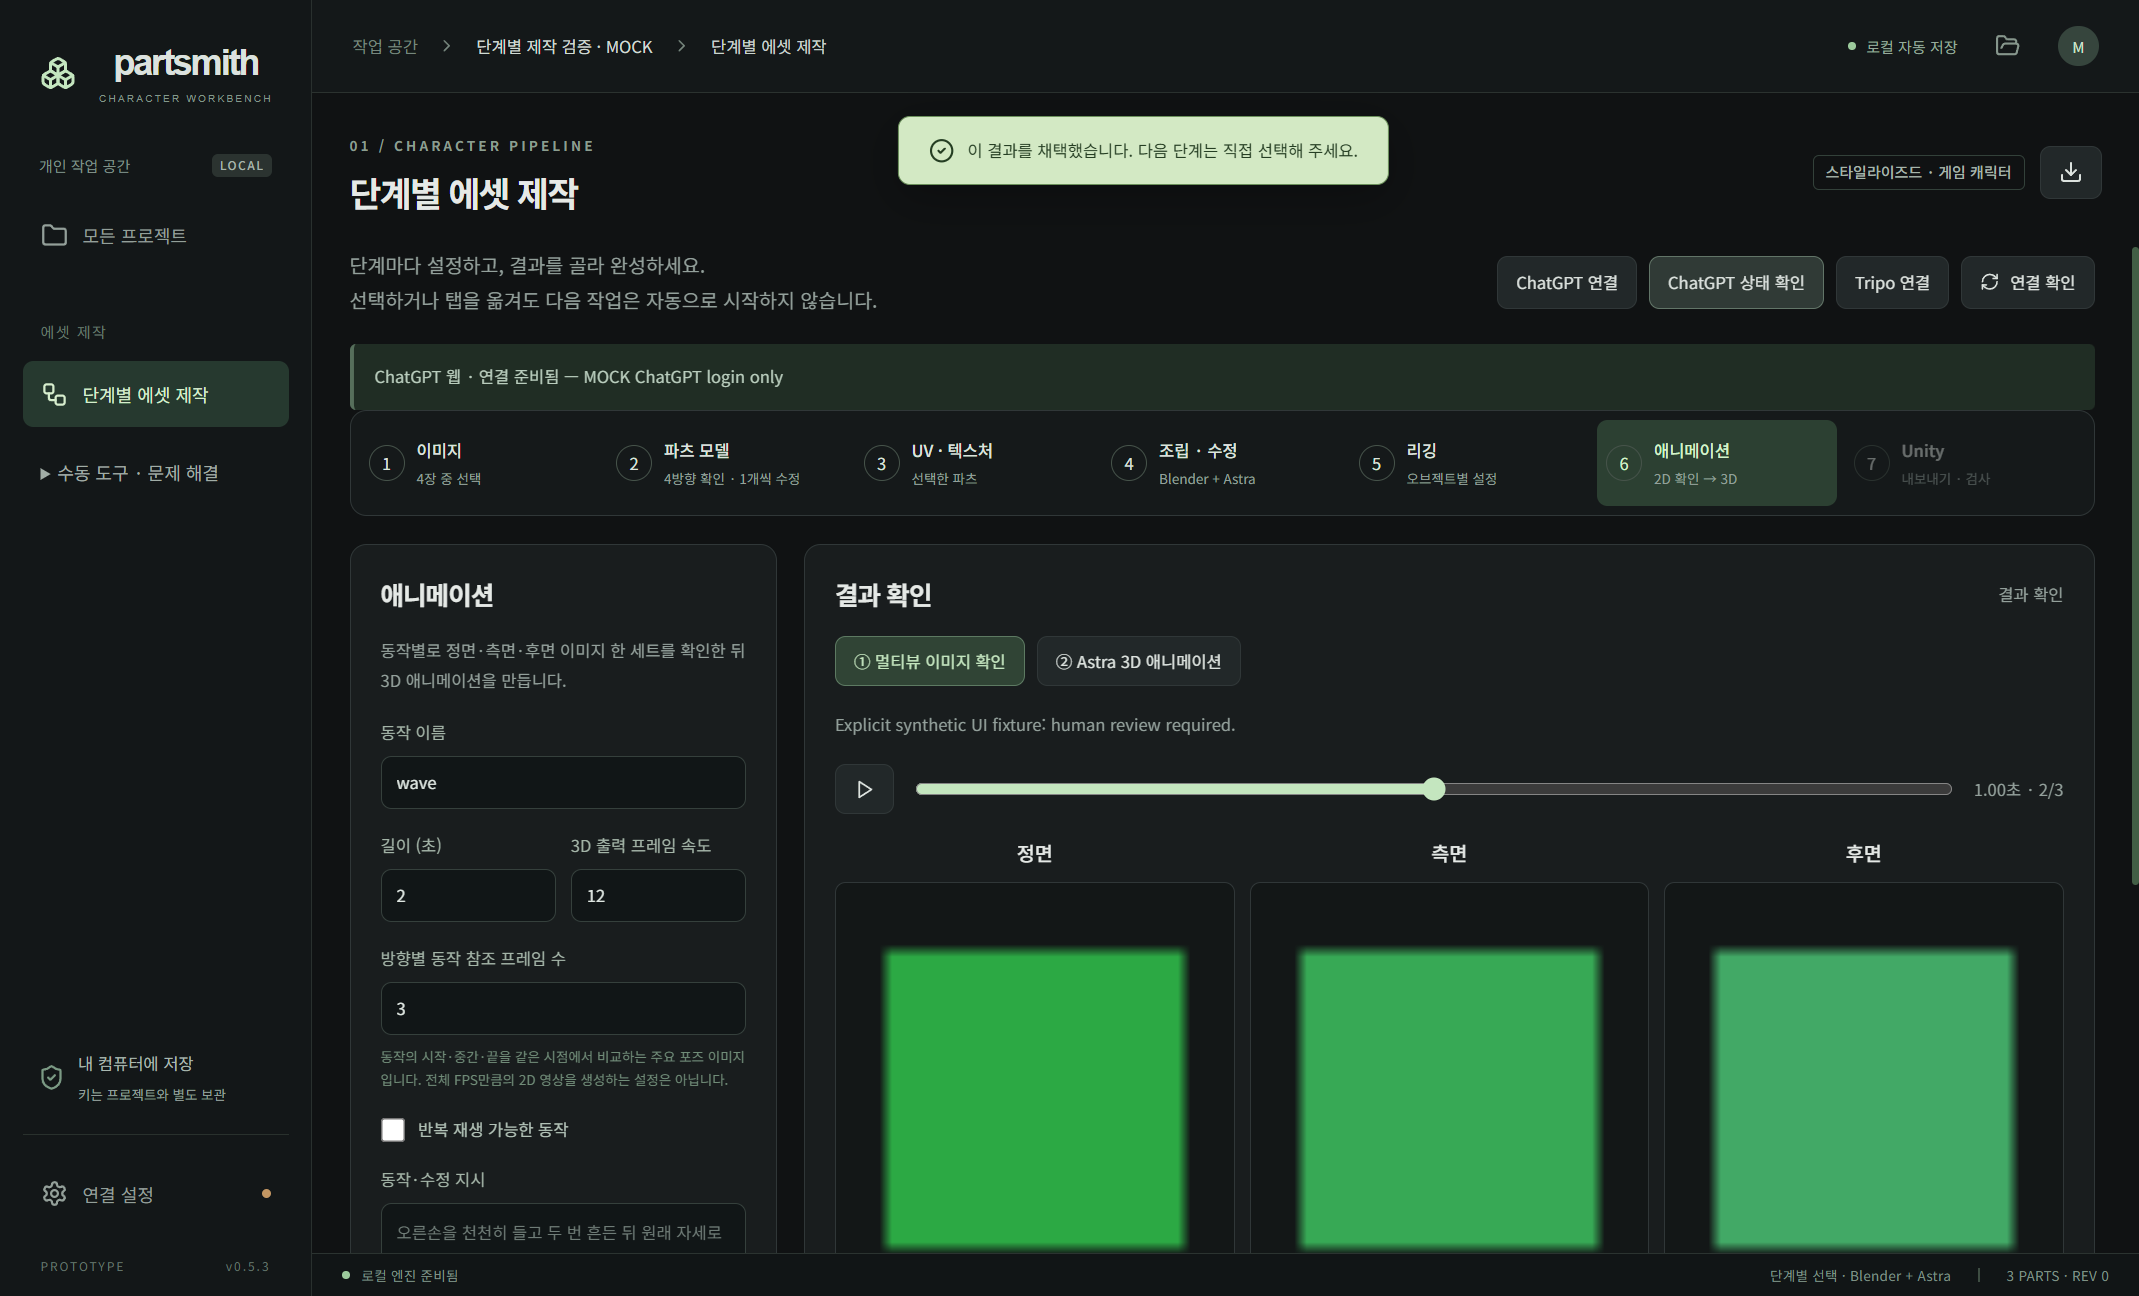 partsmith
CHARACTER WORKBENCH
개인 작업 공간
LOCAL
모든 프로젝트
에셋 제작
단계별 에셋 제작
수동 도구 · 문제 해결
내 컴퓨터에 저장
키는 프로젝트와 별도 보관
연결 설정
PROTOTYPE
v0.5.3
작업 공간
단계별 제작 검증 · MOCK
단계별 에셋 제작
로컬 자동 저장
M
01 / CHARACTER PIPELINE
단계별 에셋 제작
이 결과를 채택했습니다. 다음 단계는 직접 선택해 주세요.
스타일라이즈드 · 게임 캐릭터
단계마다 설정하고, 결과를 골라 완성하세요.
선택하거나 탭을 옮겨도 다음 작업은 자동으로 시작하지 않습니다.
ChatGPT 연결
ChatGPT 상태 확인
Tripo 연결
연결 확인
ChatGPT 웹 · 연결 준비됨 — MOCK ChatGPT login only
1
이미지
4장 중 선택
2
파츠 모델
4방향 확인 · 1개씩 수정
3
UV · 텍스처
선택한 파츠
4
조립 · 수정
Blender + Astra
5
리깅
오브젝트별 설정
6
애니메이션
2D 확인 → 3D
7
Unity
내보내기 · 검사
애니메이션
동작별로 정면·측면·후면 이미지 한 세트를 확인한 뒤
3D 애니메이션을 만듭니다.
동작 이름
wave
길이 (초)
3D 출력 프레임 속도
2
12
방향별 동작 참조 프레임 수
3
동작의 시작·중간·끝을 같은 시점에서 비교하는 주요 포즈 이미지
입니다. 전체 FPS만큼의 2D 영상을 생성하는 설정은 아닙니다.
반복 재생 가능한 동작
동작·수정 지시
오른손을 천천히 들고 두 번 흔든 뒤 원래 자세로
결과 확인
결과 확인
① 멀티뷰 이미지 확인
② Astra 3D 애니메이션
Explicit synthetic UI fixture: human review required.
1.00초 · 2/3
정면
측면
후면
로컬 엔진 준비됨
단계별 선택 · Blender + Astra
3 PARTS · REV 0